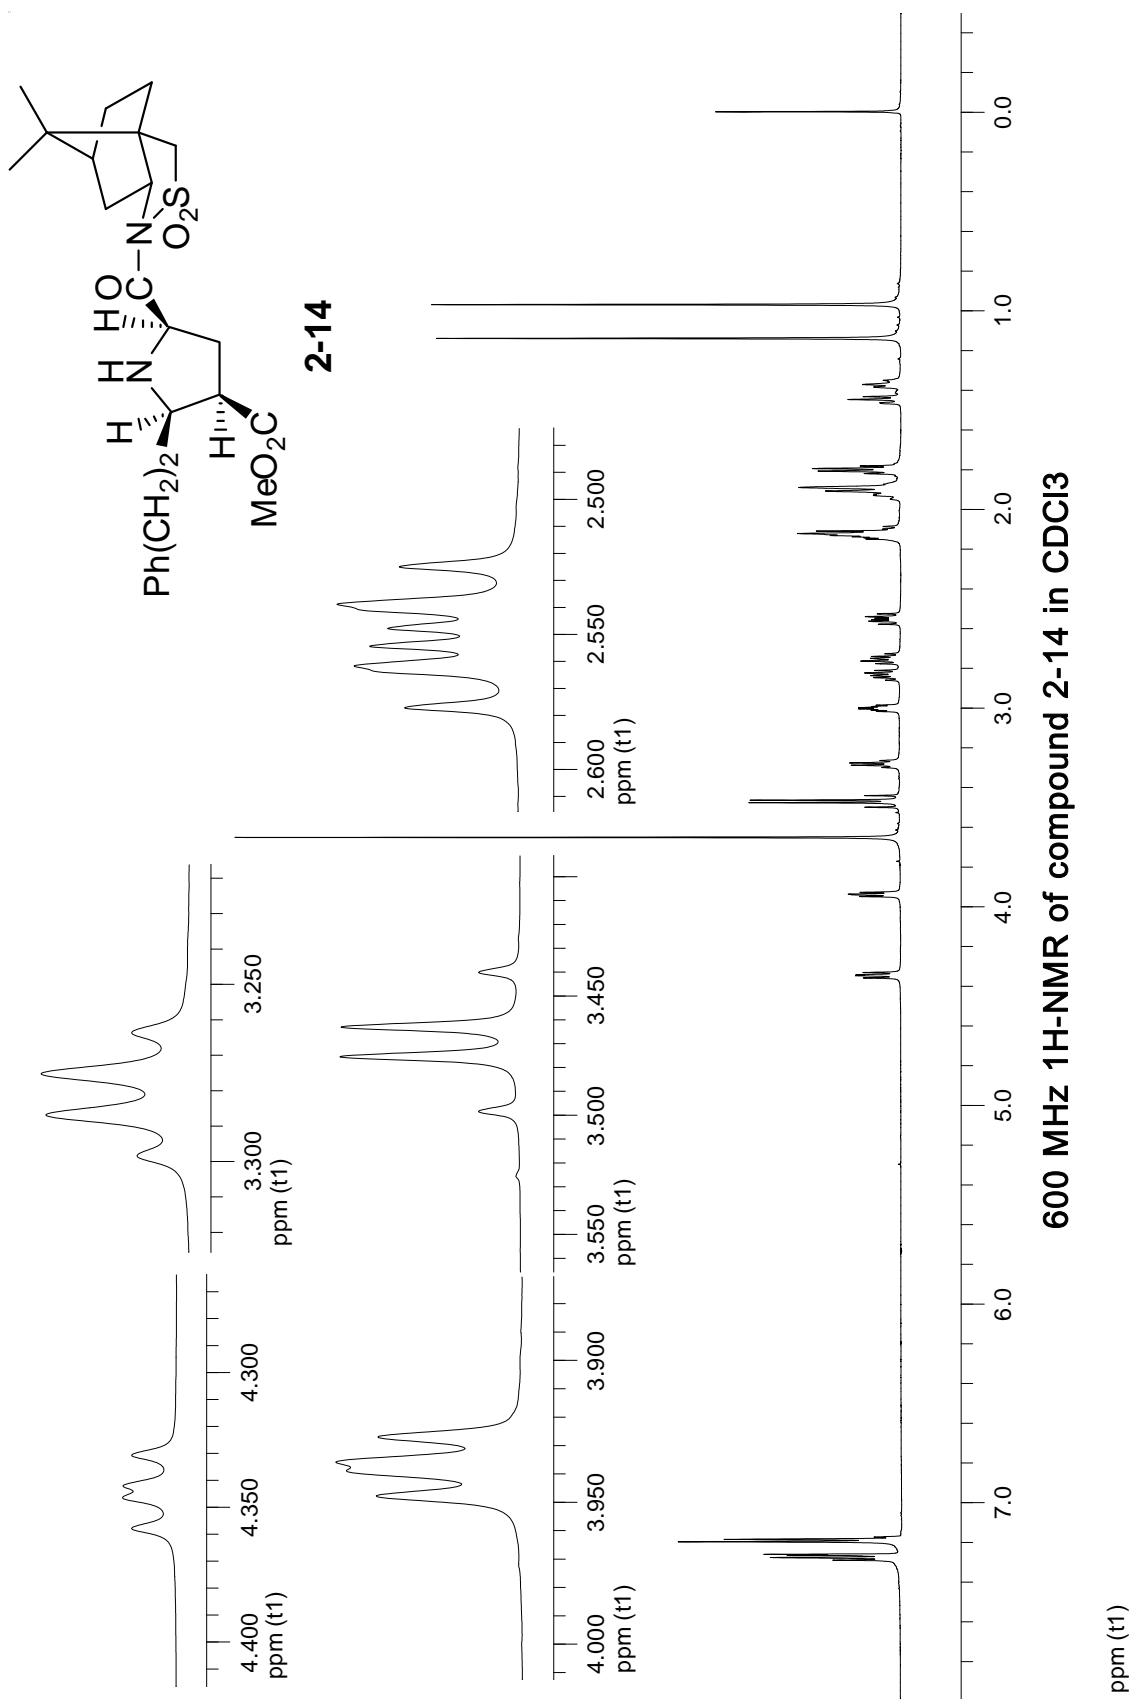 Ph(CH2)2
H
H
N
H
O
C
N
S
O2
H
MeO2C
2-14
4.400
4.350
4.300
ppm (t1)
3.300
3.250
ppm (t1)
4.000
3.950
3.900
ppm (t1)
3.550
3.500
3.450
ppm (t1)
2.600
2.550
2.500
ppm (t1)
7.0
6.0
5.0
4.0
3.0
2.0
1.0
0.0
ppm (t1)
600 MHz 1H-NMR of compound 2-14 in CDCl3